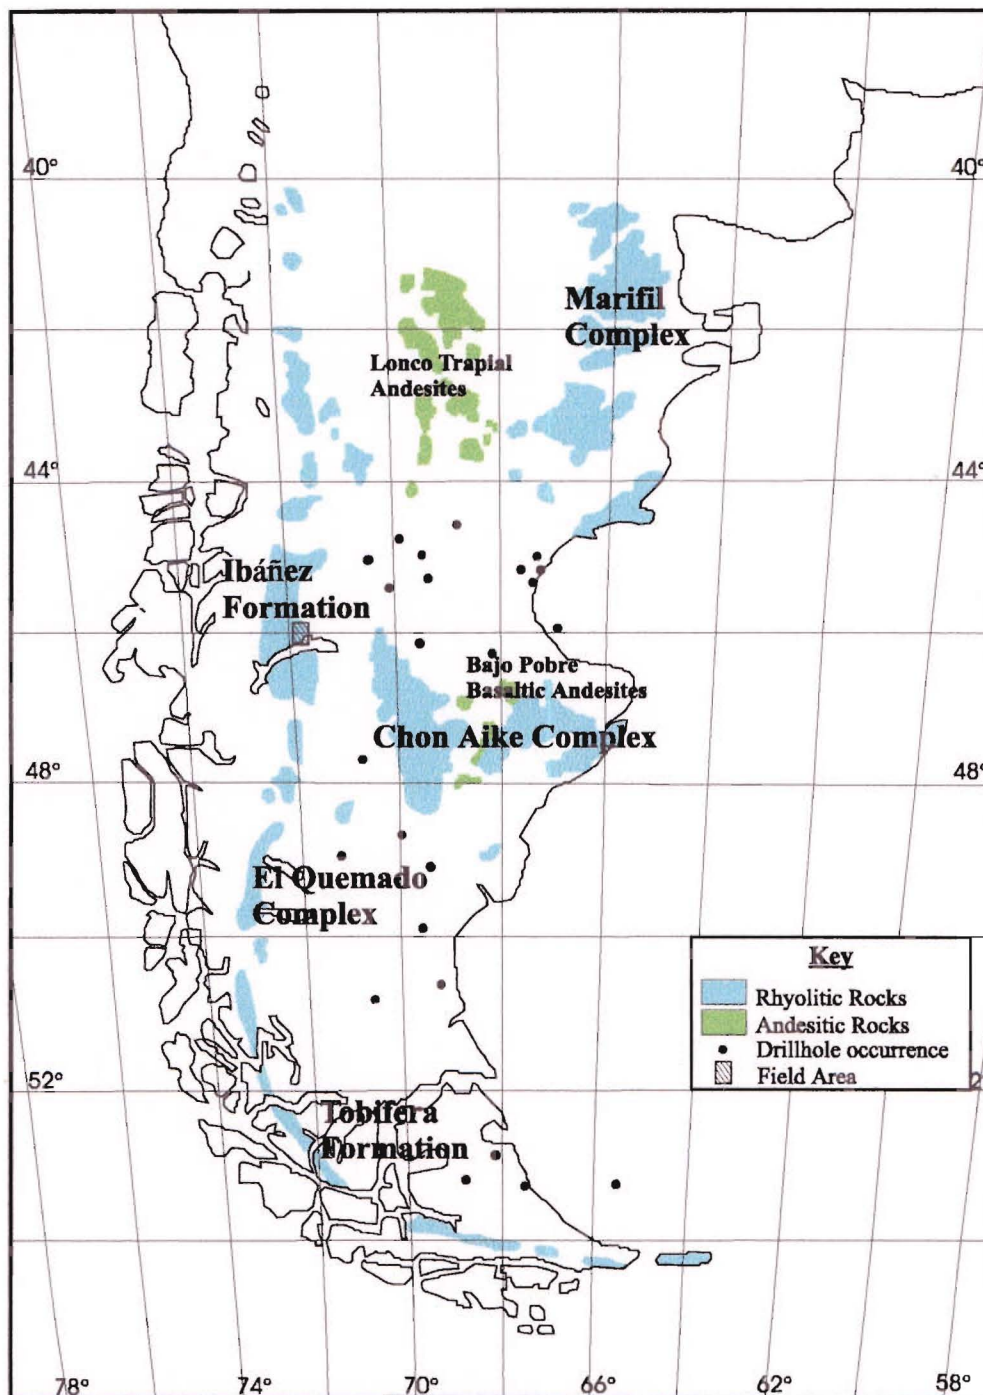 40°
40°
Marifil
Complex
Lonco Trapial
Andesites
44°
44°
Ibáñez
Formation
Bajo Pobre
Basaltic Andesites
Chon Aike Complex
48°
48°
El Quemado
Complex
Key
Rhyolitic Rocks
Andesitic Rocks
Drillhole occurrence
Field Area
52°
2°
Tobifera
Formation
78°
74°
70°
66°
62°
58°